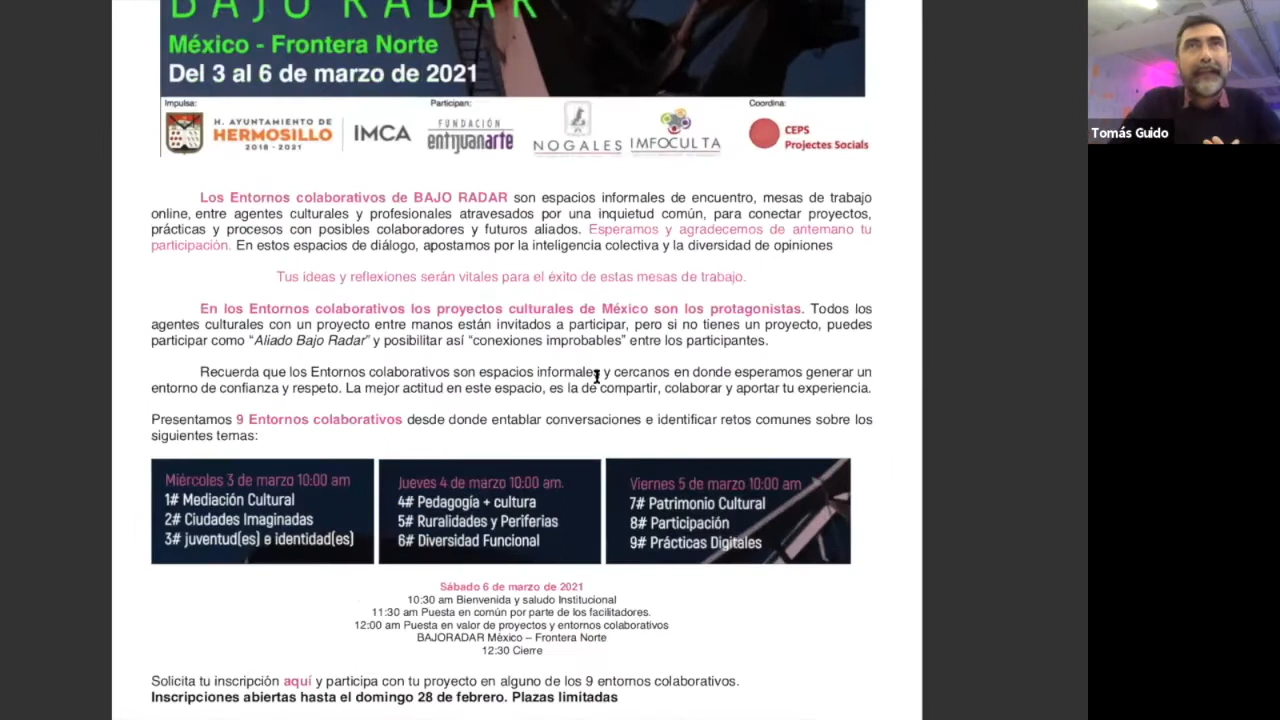 BAJO RADAR
México - Frontera Norte
Del 3 al 6 de marzo de 2021
Impulsa:
Participan:
Coordina:
H. AYUNTAMIENTO DE
HERMOSILLO
2018 - 2021
IMCA
FUNDACIÓN
entijuanarte
NOGALES
IMFOCULTA
CEPS
Projectes Socials
Tomás Guido
Los Entornos colaborativos de BAJO RADAR son espacios informales de encuentro, mesas de trabajo
online, entre agentes culturales y profesionales atravesados por una inquietud común, para conectar proyectos,
prácticas y procesos con posibles colaboradores y futuros aliados. Esperamos y agradecemos de antemano tu
participación. En estos espacios de diálogo, apostamos por la inteligencia colectiva y la diversidad de opiniones
Tus ideas y reflexiones serán vitales para el éxito de estas mesas de trabajo.
En los Entornos colaborativos los proyectos culturales de México son los protagonistas. Todos los
agentes culturales con un proyecto entre manos están invitados a participar, pero si no tienes un proyecto, puedes
participar como “Aliado Bajo Radar” y posibilitar así “conexiones improbables” entre los participantes.
Recuerda que los Entornos colaborativos son espacios informales y cercanos en donde esperamos generar un
entorno de confianza y respeto. La mejor actitud en este espacio, es la de compartir, colaborar y aportar tu experiencia.
Presentamos 9 Entornos colaborativos desde donde entablar conversaciones e identificar retos comunes sobre los
siguientes temas:
Miércoles 3 de marzo 10:00 am
1# Mediación Cultural
2# Ciudades Imaginadas
3# juventud(es) e identidad(es)
Jueves 4 de marzo 10:00 am.
4# Pedagogía + cultura
5# Ruralidades y Periferias
6# Diversidad Funcional
Viernes 5 de marzo 10:00 am
7# Patrimonio Cultural
8# Participación
9# Prácticas Digitales
Sábado 6 de marzo de 2021
10:30 am Bienvenida y saludo Institucional
11:30 am Puesta en común por parte de los facilitadores.
12:00 am Puesta en valor de proyectos y entornos colaborativos
BAJORADAR México – Frontera Norte
12:30 Cierre
Solicita tu inscripción aquí y participa con tu proyecto en alguno de los 9 entornos colaborativos.
Inscripciones abiertas hasta el domingo 28 de febrero. Plazas limitadas